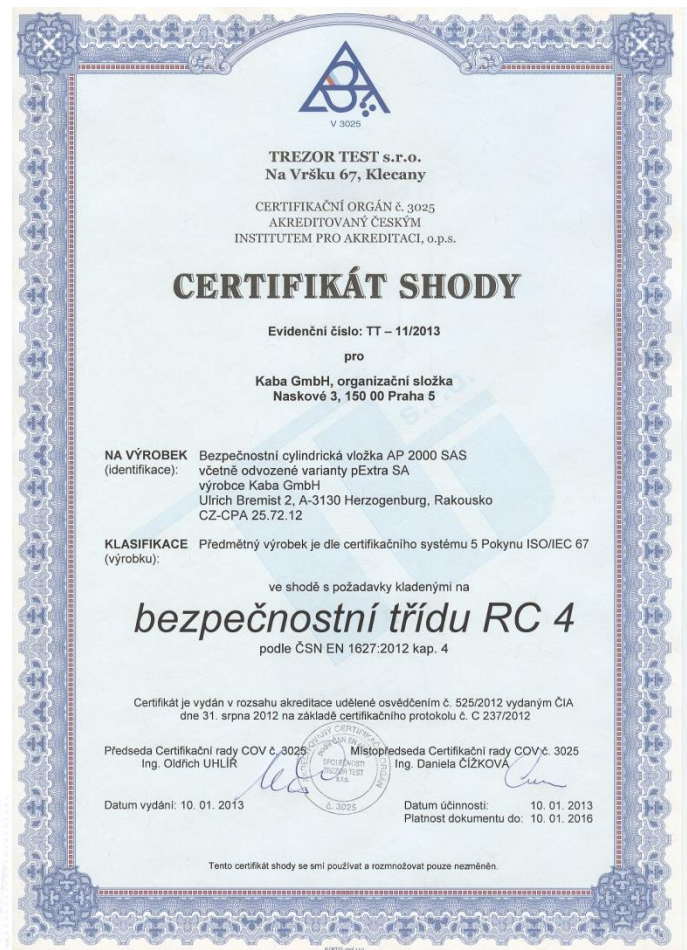 V 3025
TREZOR TEST s.r.o.
Na Vršku 67, Klecany
CERTIFIKAČNÍ ORGÁN č. 3025
AKREDITOVANÝ ČESKÝM
INSTITUTEM PRO AKREDITACI, o.p.s.
CERTIFIKÁT SHODY
Evidenční číslo: TT – 11/2013
pro
Kaba GmbH, organizační složka
Naskové 3, 150 00 Praha 5
NA VÝROBEK Bezpečnostní cylindrická vložka AP 2000 SAS
(identifikace): včetně odvozené varianty pExtra SA
výrobce Kaba GmbH
Ulrich Bremist 2, A-3130 Herzogenburg, Rakousko
CZ-CPA 25.72.12
KLASIFIKACE Předmětný výrobek je dle certifikačního systému 5 Pokynu ISO/IEC 67
(výrobku):
ve shodě s požadavky kladenými na
bezpečnostní třídu RC 4
podle ČSN EN 1627:2012 kap. 4
Certifikát je vydán v rozsahu akreditace udělené osvědčením č. 525/2012 vydaným ČIA
dne 31. srpna 2012 na základě certifikačního protokolu č. C 237/2012
Předseda Certifikační rady COV č. 3025 Místopředseda Certifikační rady COV č. 3025
Ing. Oldřich UHLÍŘ Ing. Daniela ČÍŽKOVÁ
SPOLEČNOSTI
TREZOR TEST
s.r.o.
č. 3025
Datum vydání: 10. 01. 2013 Datum účinnosti: 10. 01. 2013
Platnost dokumentu do: 10. 01. 2016
Tento certifikát shody se smí používat a rozmnožovat pouze nezměněn.